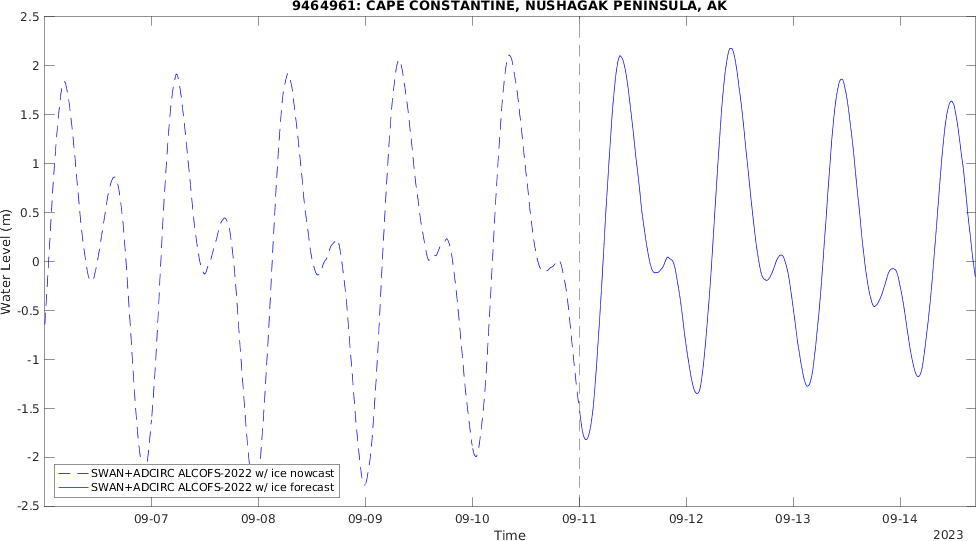 9464961: CAPE CONSTANTINE, NUSHAGAK PENINSULA, AK
2.5
2
1.5
1
0.5
0
-0.5
-1
-1.5
-2
-2.5
Water Level (m)
SWAN+ADCIRC ALCOFS-2022 w/ ice nowcast
SWAN+ADCIRC ALCOFS-2022 w/ ice forecast
09-07 09-08 09-09 09-10 09-11 09-12 09-13 09-14
Time
2023